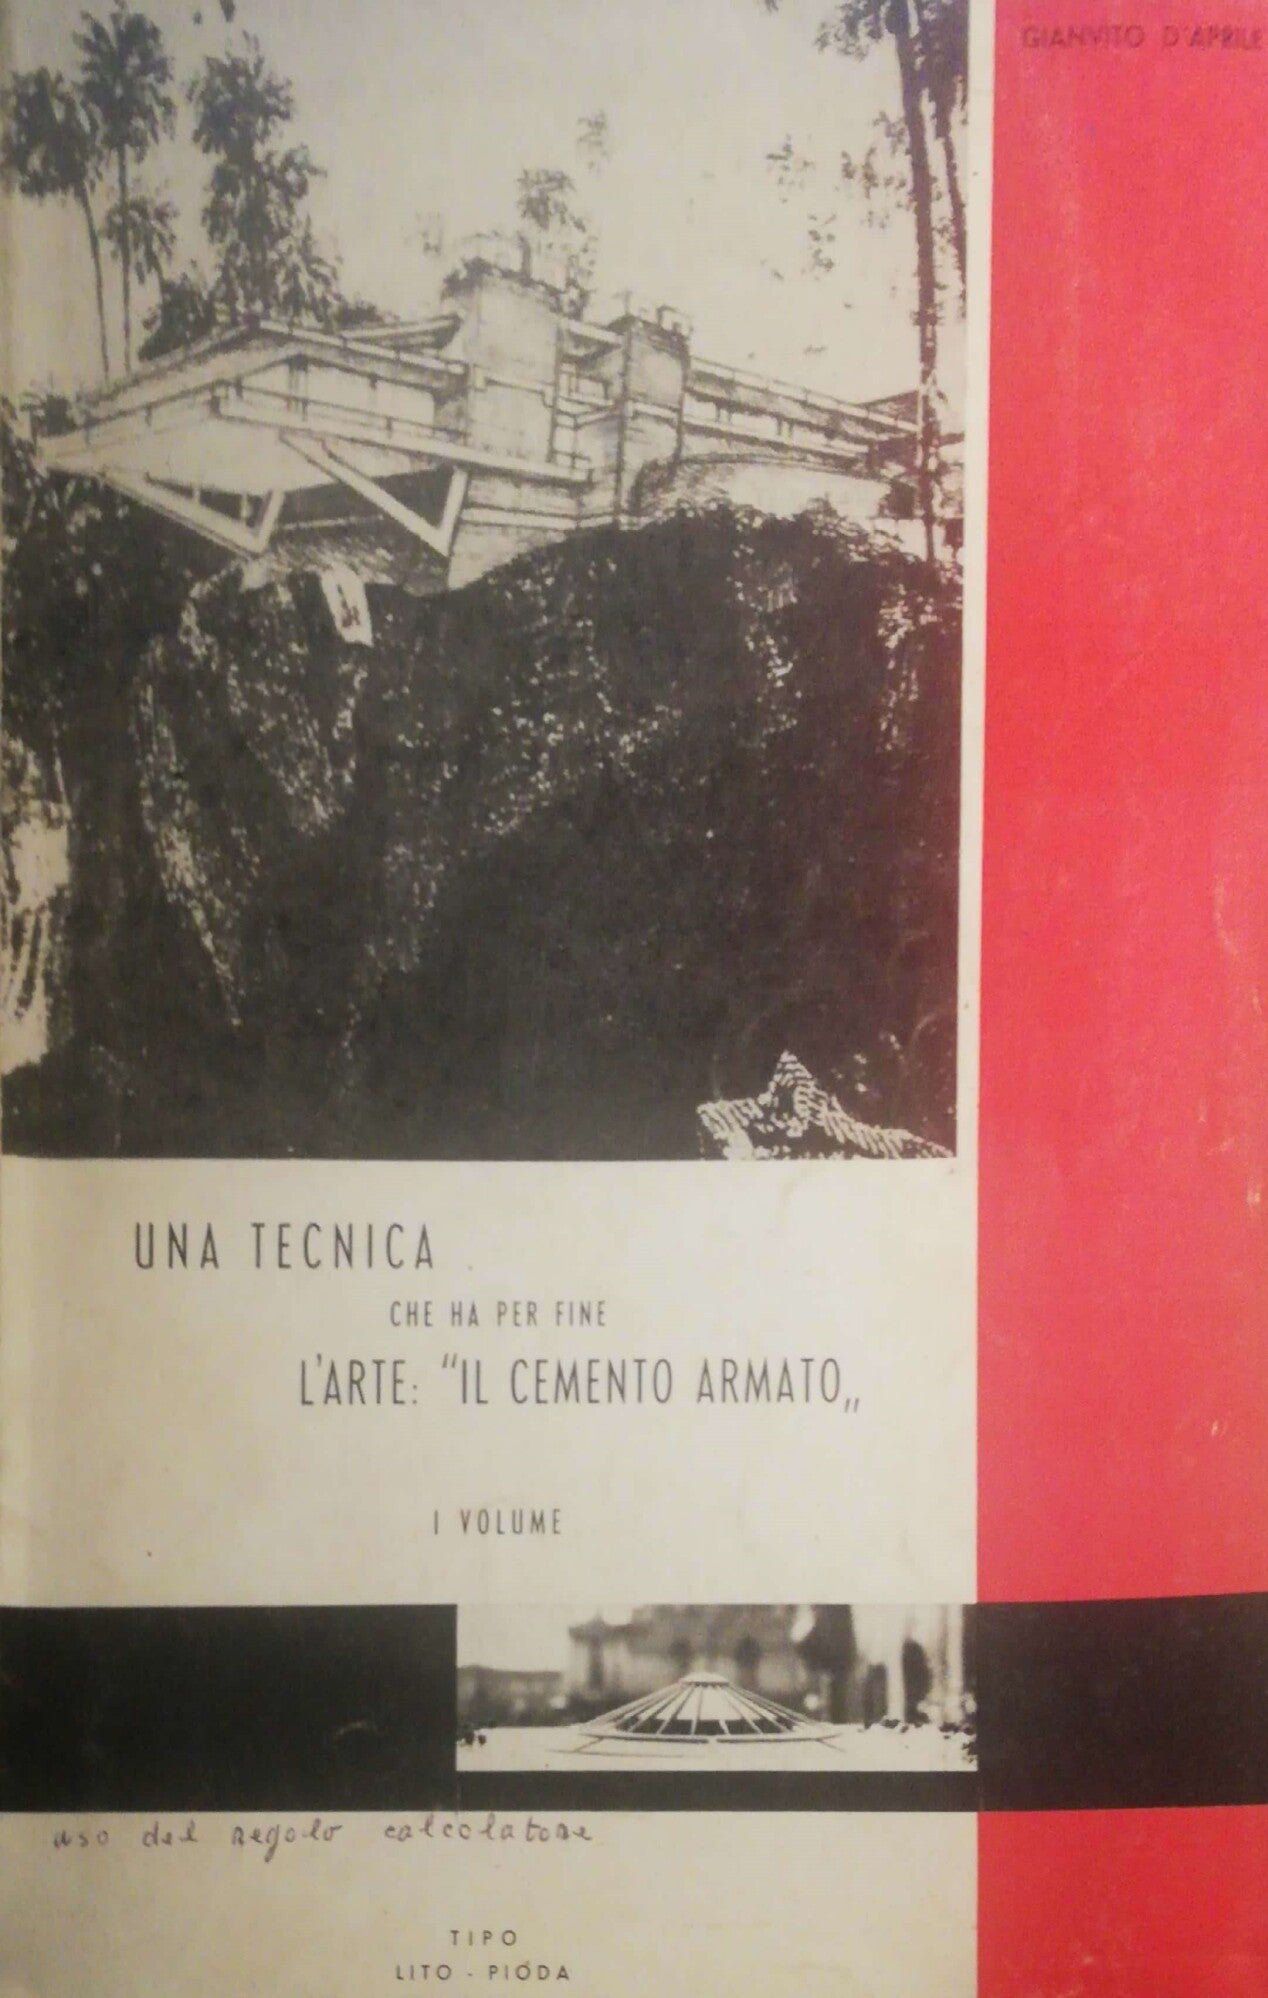 GIANVITO D'APRILE
UNA TECNICA
CHE HA PER FINE
L'ARTE: "IL CEMENTO ARMATO„
I VOLUME
uso del regolo calcolatore
TIPO
LITO - PIODA